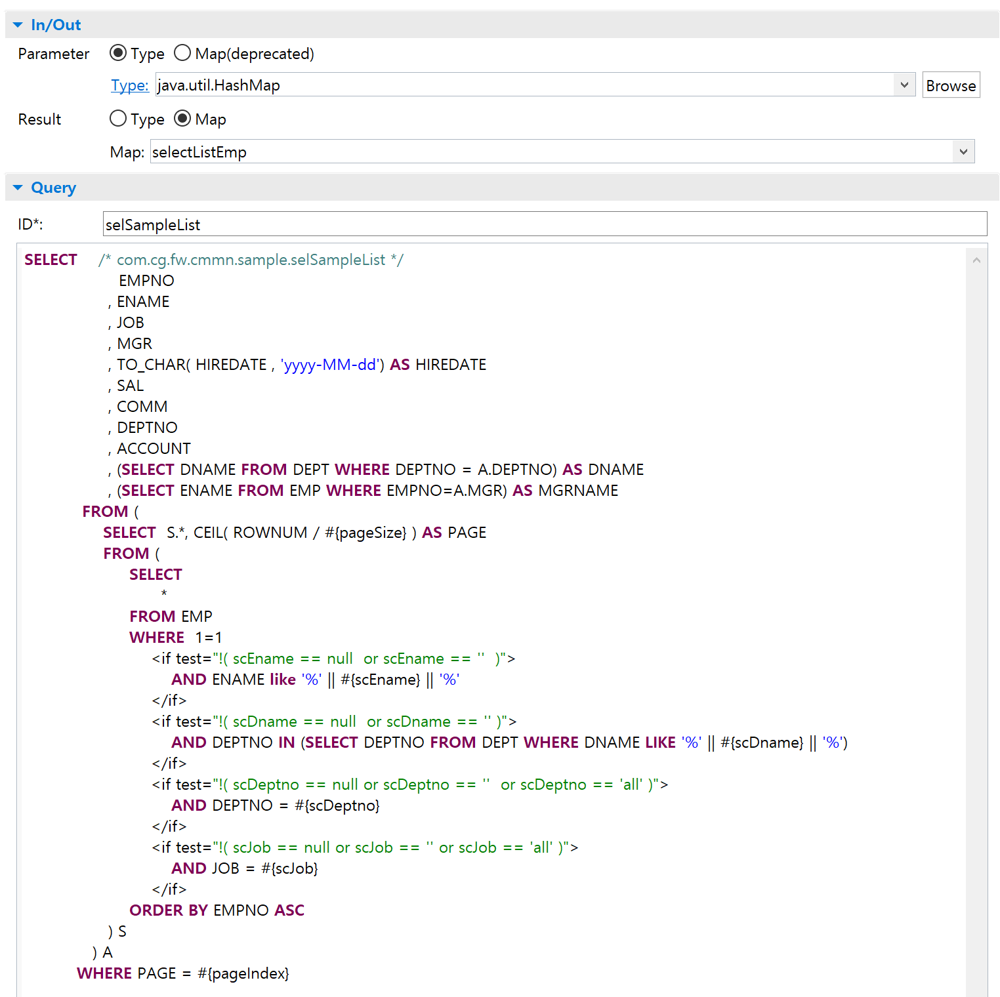 In/Out
Parameter Type Map(deprecated)
Type: java.util.HashMap Browse
Result Type Map
Map: selectListEmp
Query
ID*: selSampleList
SELECT /* com.cg.fw.cmmn.sample.selSampleList */
EMPNO
, ENAME
, JOB
, MGR
, TO_CHAR( HIREDATE , 'yyyy-MM-dd') AS HIREDATE
, SAL
, COMM
, DEPTNO
, ACCOUNT
, (SELECT DNAME FROM DEPT WHERE DEPTNO = A.DEPTNO) AS DNAME
, (SELECT ENAME FROM EMP WHERE EMPNO=A.MGR) AS MGRNAME
FROM (
SELECT S.*, CEIL( ROWNUM / #{pageSize} ) AS PAGE
FROM (
SELECT
*
FROM EMP
WHERE 1=1
<if test="!( scEname == null or scEname == '' )">
AND ENAME like '%' || #{scEname} || '%'
</if>
<if test="!( scDname == null or scDname == '' )">
AND DEPTNO IN (SELECT DEPTNO FROM DEPT WHERE DNAME LIKE '%' || #{scDname} || '%')
</if>
<if test="!( scDeptno == null or scDeptno == '' or scDeptno == 'all' )">
AND DEPTNO = #{scDeptno}
</if>
<if test="!( scJob == null or scJob == '' or scJob == 'all' )">
AND JOB = #{scJob}
</if>
ORDER BY EMPNO ASC
) S
) A
WHERE PAGE = #{pageIndex}